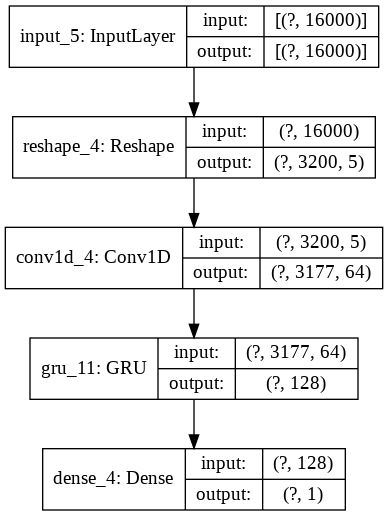 input_5: InputLayer
input:
[(?, 16000)]
output:
[(?, 16000)]
reshape_4: Reshape
input:
(?, 16000)
output:
(?, 3200, 5)
conv1d_4: Conv1D
input:
(?, 3200, 5)
output:
(?, 3177, 64)
gru_11: GRU
input:
(?, 3177, 64)
output:
(?, 128)
dense_4: Dense
input:
(?, 128)
output:
(?, 1)